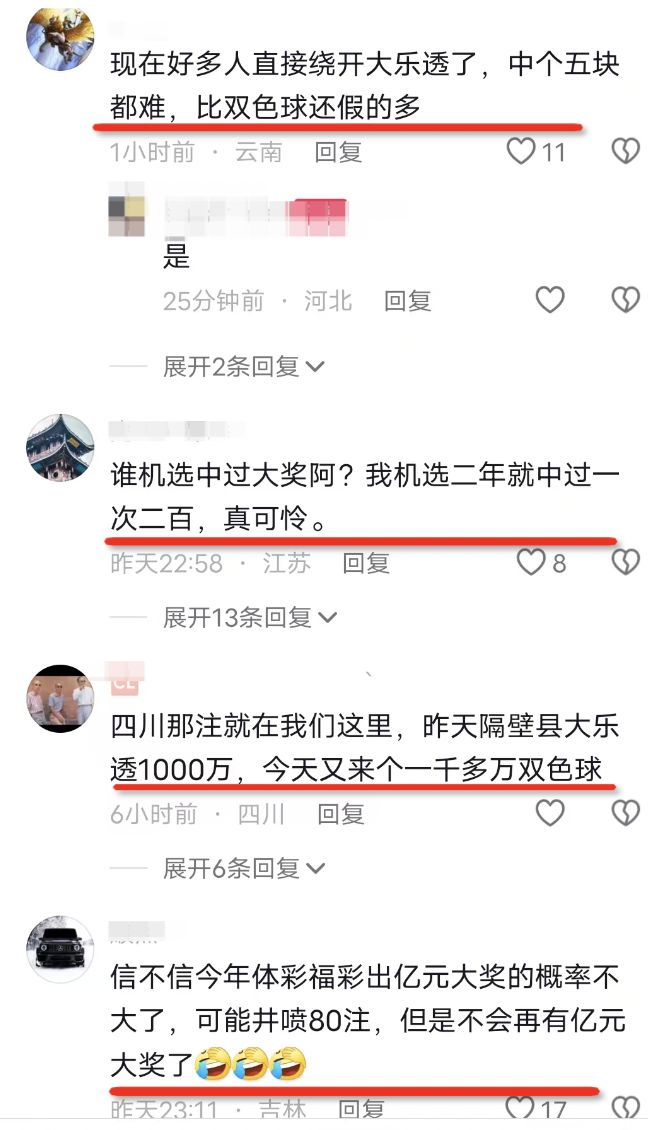 现在好多人直接绕开大乐透了，中个五块
都难，比双色球还假的多
1小时前 · 云南 回复 11
是
25分钟前 · 河北 回复
展开2条回复
谁机选中过大奖阿？我机选二年就中过一
次二百，真可怜。
昨天22:58 · 江苏 回复 8
展开13条回复
CL
四川那注就在我们这里，昨天隔壁县大乐
透1000万，今天又来个一千多万双色球
6小时前 · 四川 回复
展开6条回复
信不信今年体彩福彩出亿元大奖的概率不
大了，可能井喷80注，但是不会再有亿元
大奖了🤣🤣🤣
昨天23:11 · 吉林 回复 17